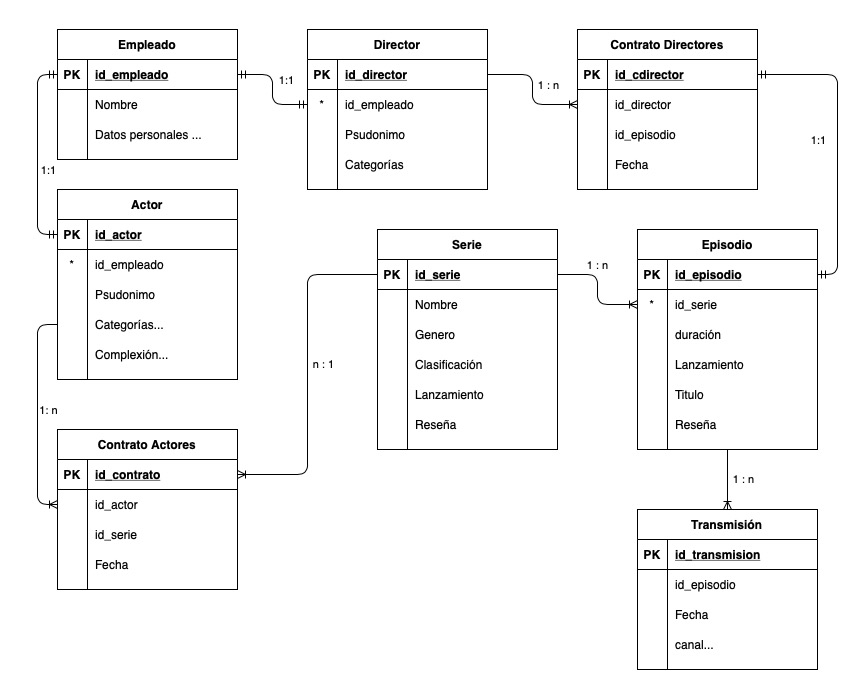 Empleado
PK id_empleado
Nombre
Datos personales ...
1:1
Director
PK id_director
* id_empleado
Psudonimo
Categorías
1 : n
Contrato Directores
PK id_cdirector
id_director
id_episodio
Fecha
1:1
1:1
Actor
PK id_actor
* id_empleado
Psudonimo
Categorías...
Complexión...
1: n
Serie
PK id_serie
Nombre
Genero
Clasificación
Lanzamiento
Reseña
1 : n
n : 1
Episodio
PK id_episodio
* id_serie
duración
Lanzamiento
Titulo
Reseña
1 : n
Contrato Actores
PK id_contrato
id_actor
id_serie
Fecha
Transmisión
PK id_transmision
id_episodio
Fecha
canal...